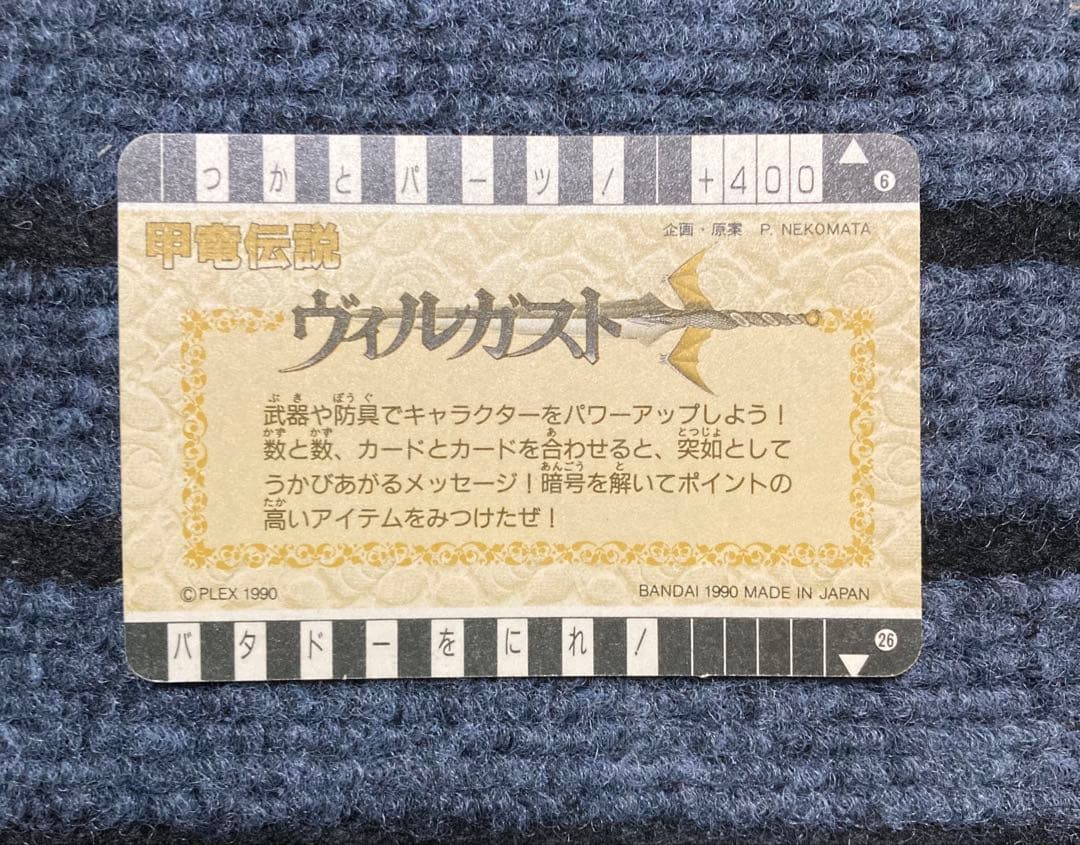 つかとパーツ! +400
6
企画・原案 P. NEKOMATA
甲竜伝説
ヴィルガスト
武器や防具でキャラクターをパワーアップしよう!
数と数、カードとカードを合わせると、突如として
うかびあがるメッセージ!暗号を解いてポイントの
高いアイテムをみつけたぜ!
©PLEX 1990
BANDAI 1990 MADE IN JAPAN
バタドーをにれ!
26